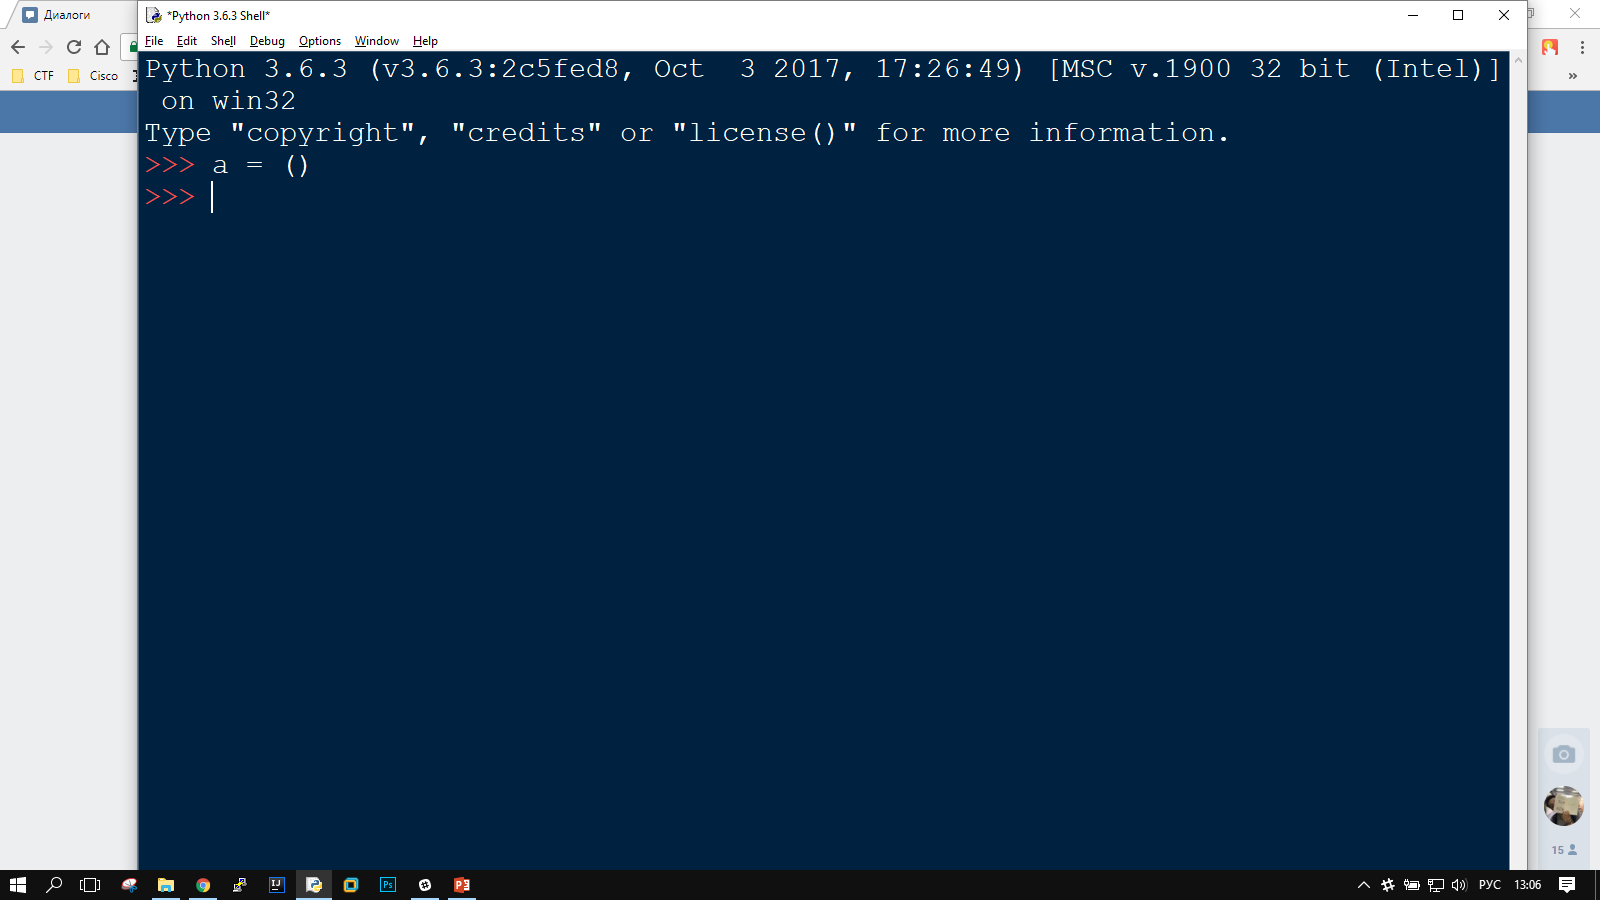 Диалоги
*Python 3.6.3 Shell*
File Edit Shell Debug Options Window Help
CTF Cisco
Python 3.6.3 (v3.6.3:2c5fed8, Oct  3 2017, 17:26:49) [MSC v.1900 32 bit (Intel)]
on win32
Type "copyright", "credits" or "license()" for more information.
>>> a = ()
>>>
15
IJ
Ps
P
РУС 13:06